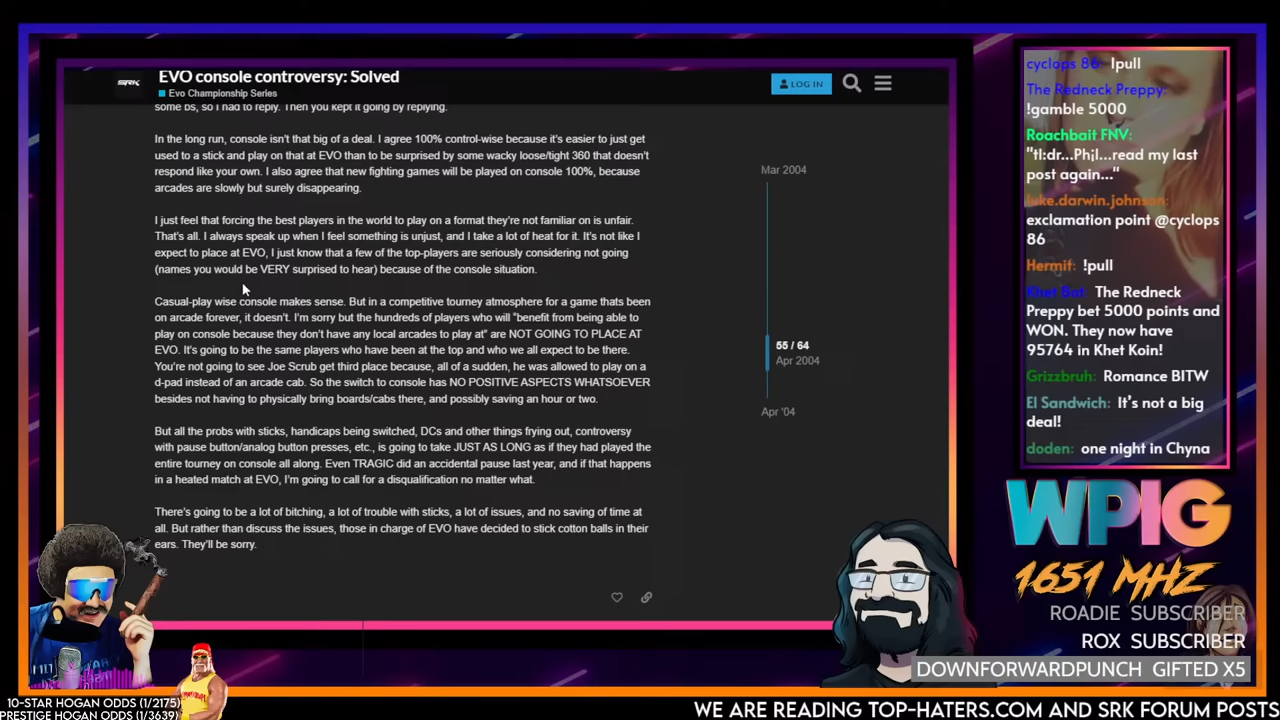 SRK
EVO console controversy: Solved
Evo Championship Series
LOG IN
some bs, so I had to reply. Then you kept it going by replying.
In the long run, console isn't that big of a deal. I agree 100% control-wise because it's easier to just get
used to a stick and play on that at EVO than to be surprised by some wacky loose/tight 360 that doesn't
respond like your own. I also agree that new fighting games will be played on console 100%, because
arcades are slowly but surely disappearing.
I just feel that forcing the best players in the world to play on a format they're not familiar on is unfair.
That's all. I always speak up when I feel something is unjust, and I take a lot of heat for it. It's not like I
expect to place at EVO, I just know that a few of the top-players are seriously considering not going
(names you would be VERY surprised to hear) because of the console situation.
Casual-play wise console makes sense. But in a competitive tourney atmosphere for a game thats been
on arcade forever, it doesn't. I'm sorry but the hundreds of players who will "benefit from being able to
play on console because they don't have any local arcades to play at" are NOT GOING TO PLACE AT
EVO. It's going to be the same players who have been at the top and who we all expect to be there.
You're not going to see Joe Scrub get third place because, all of a sudden, he was allowed to play on a
d-pad instead of an arcade cab. So the switch to console has NO POSITIVE ASPECTS WHATSOEVER
besides not having to physically bring boards/cabs there, and possibly saving an hour or two.
But all the probs with sticks, handicaps being switched, DCs and other things frying out, controversy
with pause button/analog button presses, etc., is going to take JUST AS LONG as if they had played the
entire tourney on console all along. Even TRAGIC did an accidental pause last year, and if that happens
in a heated match at EVO, I'm going to call for a disqualification no matter what.
There's going to be a lot of bitching, a lot of trouble with sticks, a lot of issues, and no saving of time at
all. But rather than discuss the issues, those in charge of EVO have decided to stick cotton balls in their
ears. They'll be sorry.
Mar 2004
55 / 64
Apr 2004
Apr '04
cyclops 86: !pull
The Redneck Preppy:
!gamble 5000
Roachbait FNV:
"tl:dr...Ph¡l...read my last
post again..."
luke.darwin.johnson:
exclamation point @cyclops
86
Hermit: !pull
Khet Bot: The Redneck
Preppy bet 5000 points and
WON. They now have
95764 in Khet Koin!
Grizzbruh: Romance BITW
El Sandwich: It's not a big
deal!
doden: one night in Chyna
WPIG
1651 MHZ
ROADIE SUBSCRIBER
ROX SUBSCRIBER
DOWNFORWARDPUNCH GIFTED X5
10-STAR HOGAN ODDS (1/2175)
PRESTIGE HOGAN ODDS (1/3639)
WE ARE READING TOP-HATERS.COM AND SRK FORUM POSTS